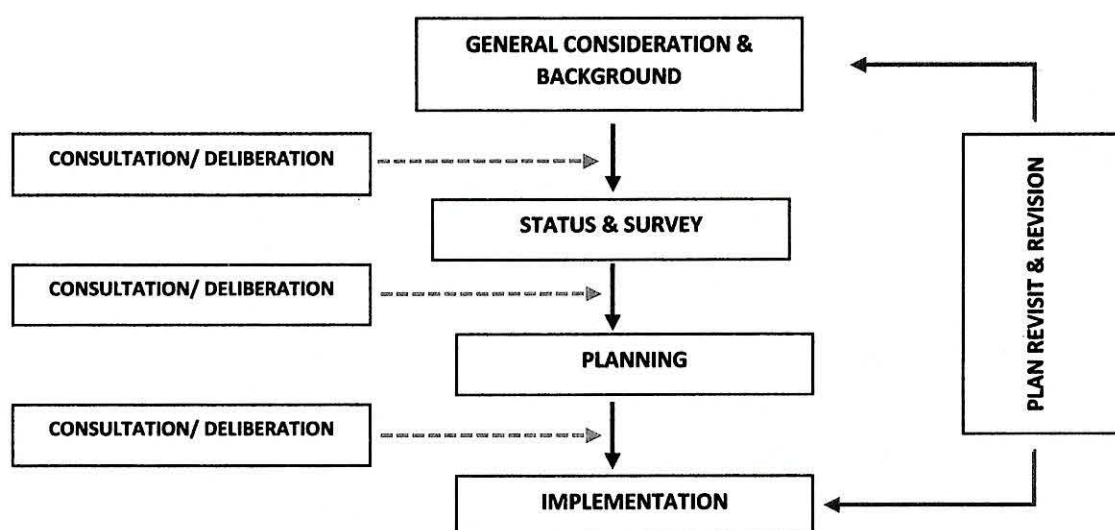 GENERAL CONSIDERATION &
BACKGROUND
CONSULTATION/ DELIBERATION
STATUS & SURVEY
CONSULTATION/ DELIBERATION
PLANNING
CONSULTATION/ DELIBERATION
IMPLEMENTATION
PLAN REVISIT & REVISION